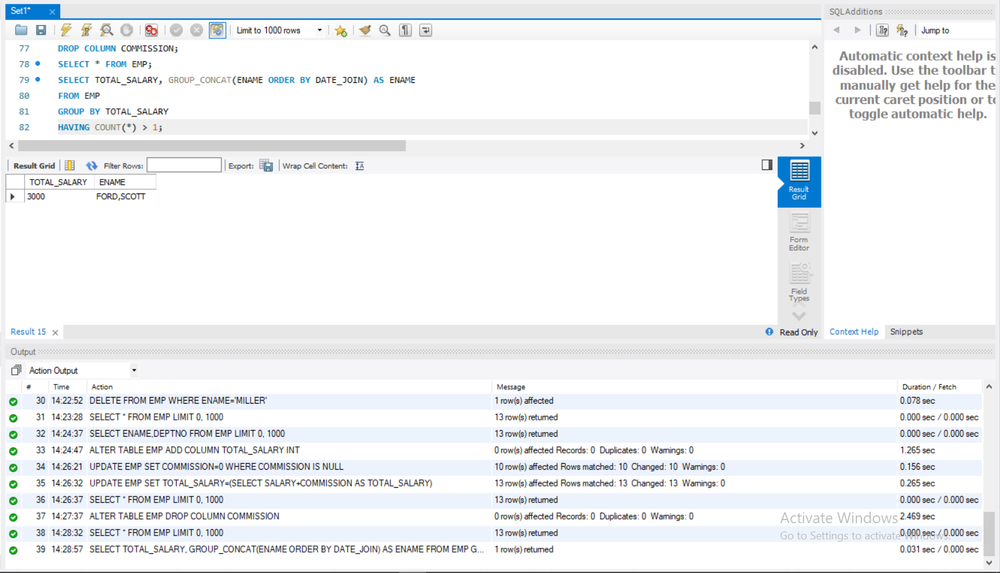 Set1*
SQLAdditions
Limit to 1000 rows
Jump to
77 DROP COLUMN COMMISSION;
78 SELECT * FROM EMP;
79 SELECT TOTAL_SALARY, GROUP_CONCAT(ENAME ORDER BY DATE_JOIN) AS ENAME
80 FROM EMP
81 GROUP BY TOTAL_SALARY
82 HAVING COUNT(*) > 1;
Automatic context help is
disabled. Use the toolbar t
manually get help for the
current caret position or to
toggle automatic help.
Result Grid Filter Rows: Export: Wrap Cell Content:
TOTAL_SALARY ENAME
3000 FORD,SCOTT
Result
Grid
Form
Editor
Field
Types
Result 15
Read Only
Context Help Snippets
Output
Action Output
# Time Action Message Duration / Fetch
30 14:22:52 DELETE FROM EMP WHERE ENAME='MILLER' 1 row(s) affected 0.078 sec
31 14:23:28 SELECT * FROM EMP LIMIT 0, 1000 13 row(s) returned 0.000 sec / 0.000 sec
32 14:24:37 SELECT ENAME,DEPTNO FROM EMP LIMIT 0, 1000 13 row(s) returned 0.000 sec / 0.000 sec
33 14:24:47 ALTER TABLE EMP ADD COLUMN TOTAL_SALARY INT 0 row(s) affected Records: 0 Duplicates: 0 Warnings: 0 1.265 sec
34 14:26:21 UPDATE EMP SET COMMISSION=0 WHERE COMMISSION IS NULL 10 row(s) affected Rows matched: 10 Changed: 10 Warnings: 0 0.156 sec
35 14:26:32 UPDATE EMP SET TOTAL_SALARY=(SELECT SALARY+COMMISSION AS TOTAL_SALARY) 13 row(s) affected Rows matched: 13 Changed: 13 Warnings: 0 0.265 sec
36 14:26:37 SELECT * FROM EMP LIMIT 0, 1000 13 row(s) returned 0.000 sec / 0.000 sec
37 14:27:37 ALTER TABLE EMP DROP COLUMN COMMISSION 0 row(s) affected Records: 0 Duplicates: 0 Warnings: 0 2.469 sec
38 14:28:32 SELECT * FROM EMP LIMIT 0, 1000 13 row(s) returned 0.000 sec / 0.000 sec
39 14:28:57 SELECT TOTAL_SALARY, GROUP_CONCAT(ENAME ORDER BY DATE_JOIN) AS ENAME FROM EMP G... 1 row(s) returned 0.031 sec / 0.000 sec
Activate Windows
Go to Settings to activate Windows.